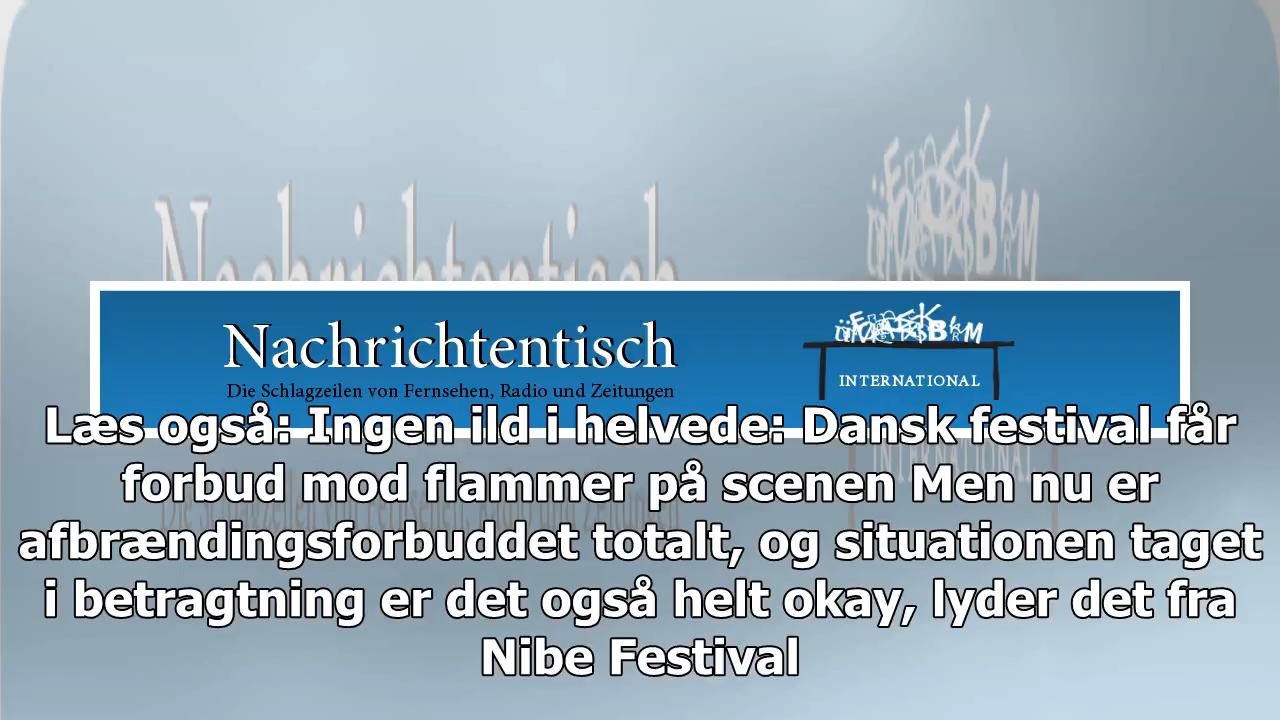 Nachrichtentisch
Nachrichtentisch
Die Schlagzeilen von Fernsehen, Radio und Zeitungen
INTERNATIONAL
Læs også: Ingen ild i helvede: Dansk festival får
forbud mod flammer på scenen Men nu er
afbrændingsforbuddet totalt, og situationen taget
i betragtning er det også helt okay, lyder det fra
Nibe Festival
INTERNATIONAL